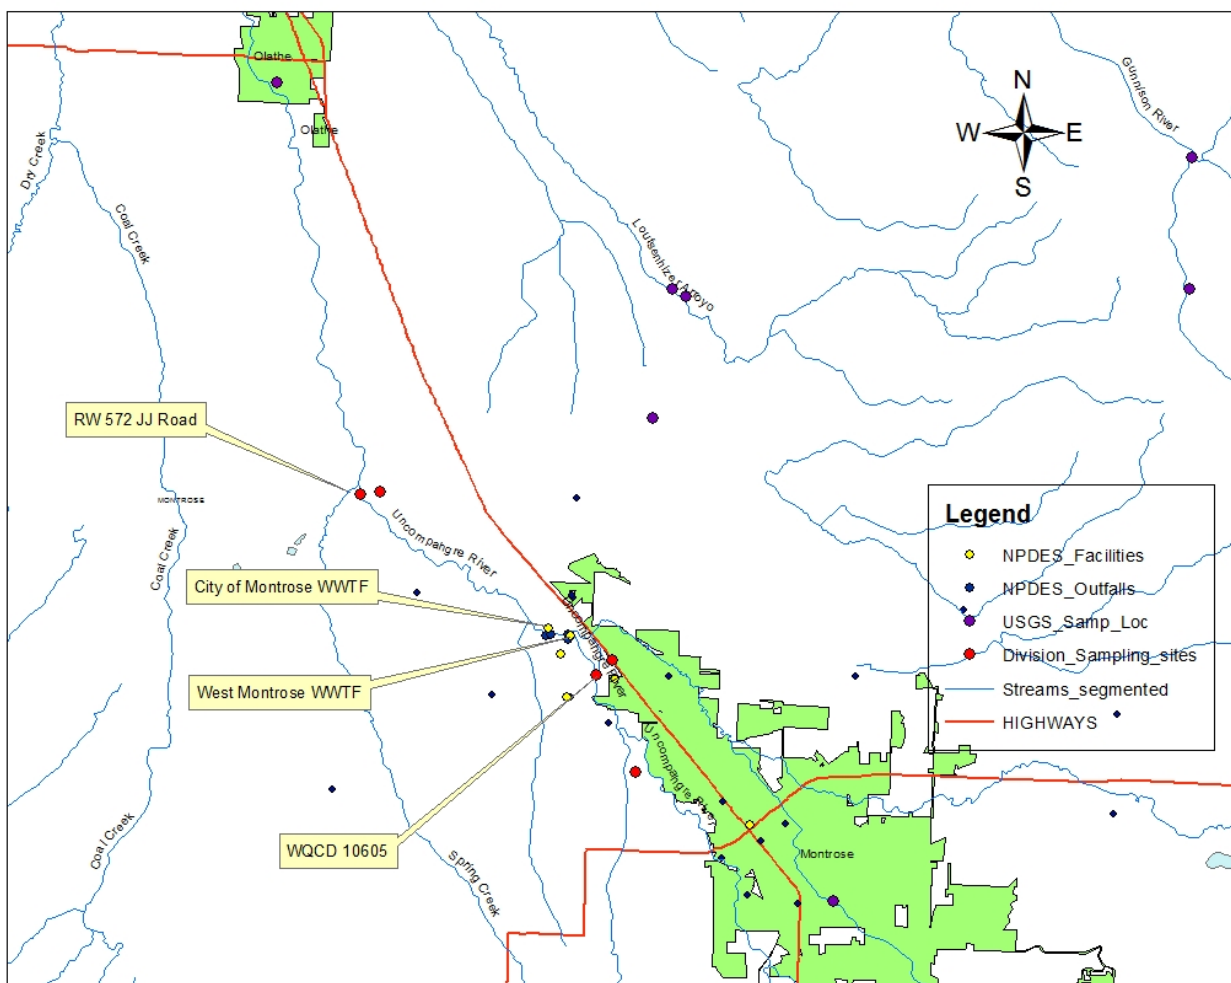 Olathe
Gunnison River
N
W
E
S
Olathe
Dry Creek
Coal Creek
Loutsenhizer Arroyo
RW 572 JJ Road
MONTROSE
Uncompahgre River
Coal Creek
City of Montrose WWTF
Uncompahgre River
West Montrose WWTF
Uncompahgre River
WQCD 10605
Coal Creek
Spring Creek
Montrose
Legend
NPDES_Facilities
NPDES_Outfalls
USGS_Samp_Loc
Division_Sampling_sites
Streams_segmented
HIGHWAYS